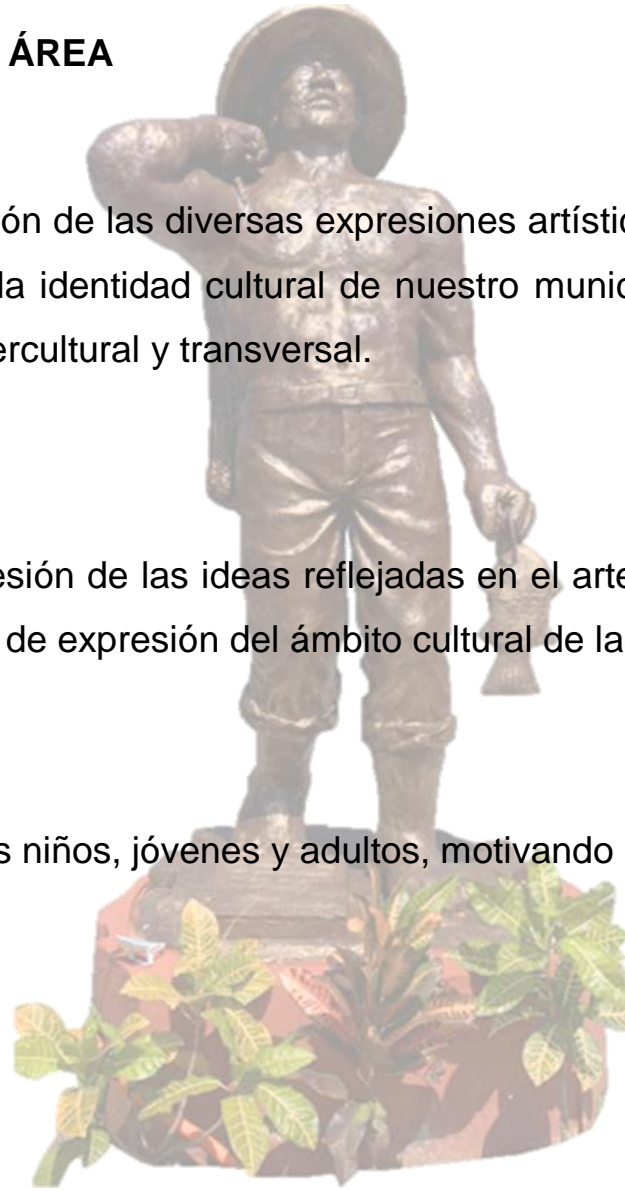 ÁREA
ón de las diversas expresiones artístic
la identidad cultural de nuestro munic
ercultural y transversal.
esión de las ideas reflejadas en el arte
de expresión del ámbito cultural de la
s niños, jóvenes y adultos, motivando